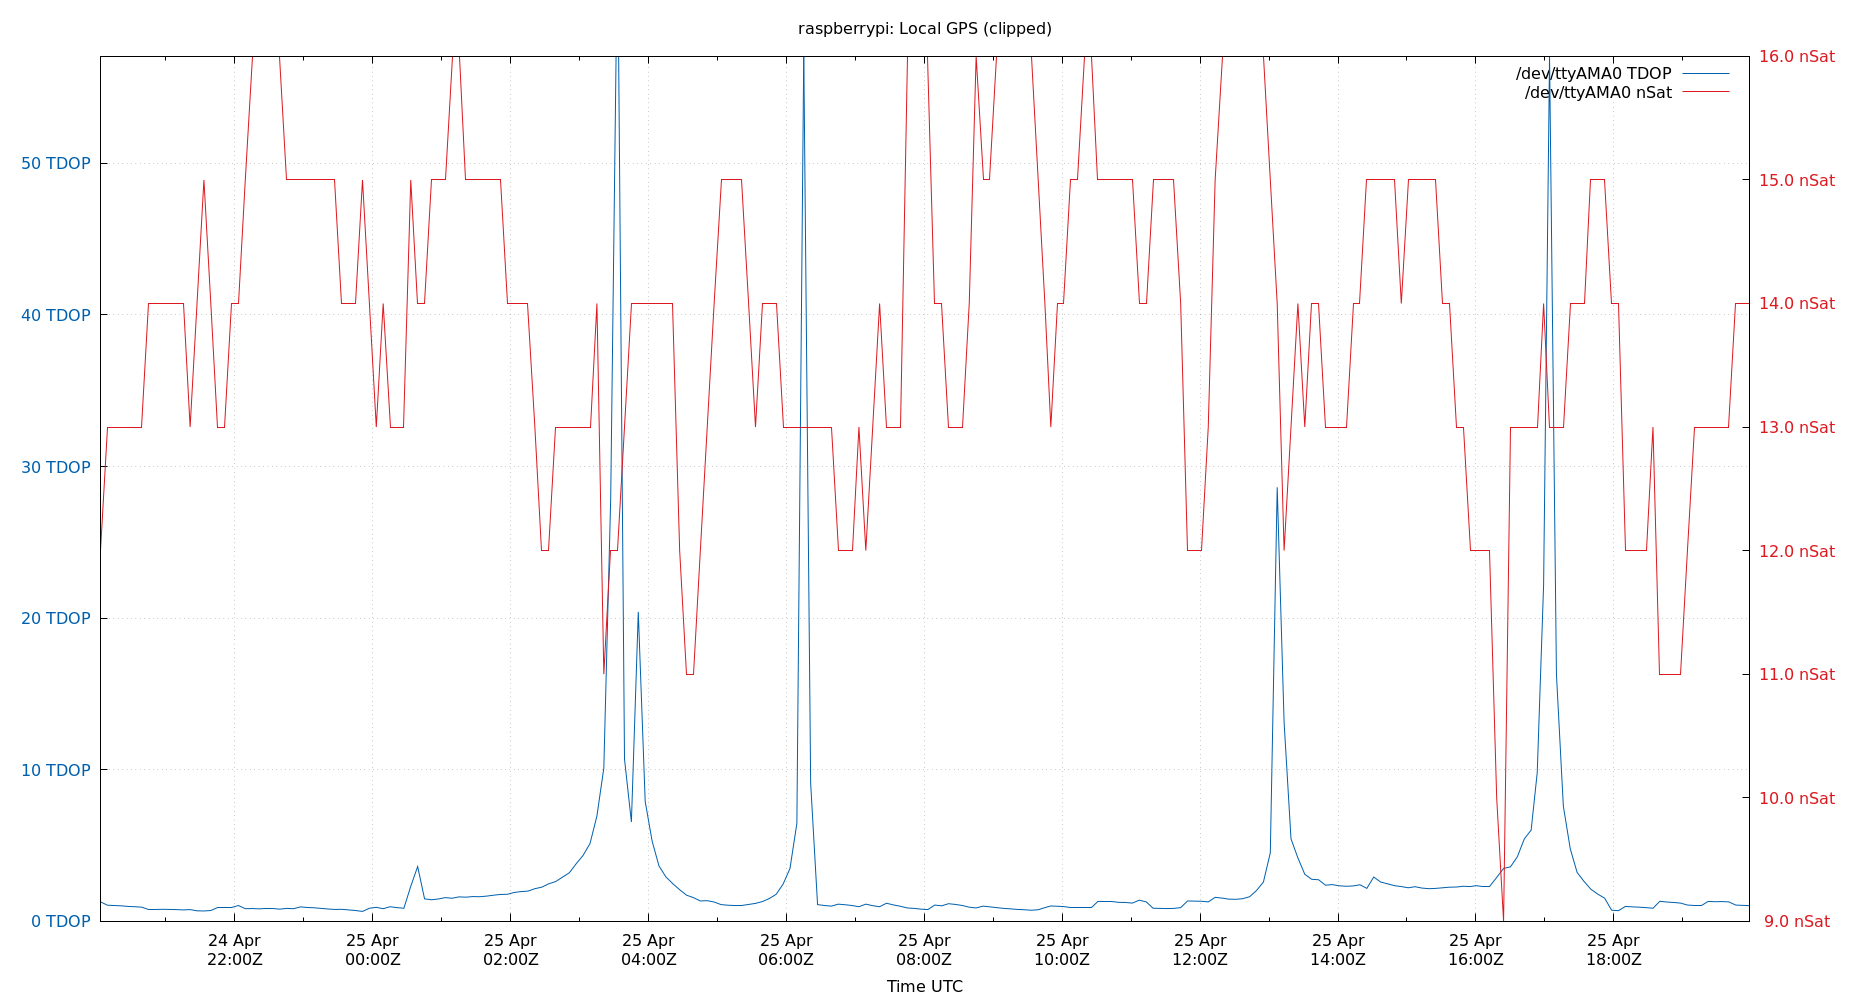 raspberrypi: Local GPS (clipped)
/dev/ttyAMA0 TDOP
/dev/ttyAMA0 nSat
50 TDOP
40 TDOP
30 TDOP
20 TDOP
10 TDOP
0 TDOP
16.0 nSat
15.0 nSat
14.0 nSat
13.0 nSat
12.0 nSat
11.0 nSat
10.0 nSat
9.0 nSat
24 Apr
22:00Z
25 Apr
00:00Z
25 Apr
02:00Z
25 Apr
04:00Z
25 Apr
06:00Z
25 Apr
08:00Z
25 Apr
10:00Z
25 Apr
12:00Z
25 Apr
14:00Z
25 Apr
16:00Z
25 Apr
18:00Z
Time UTC